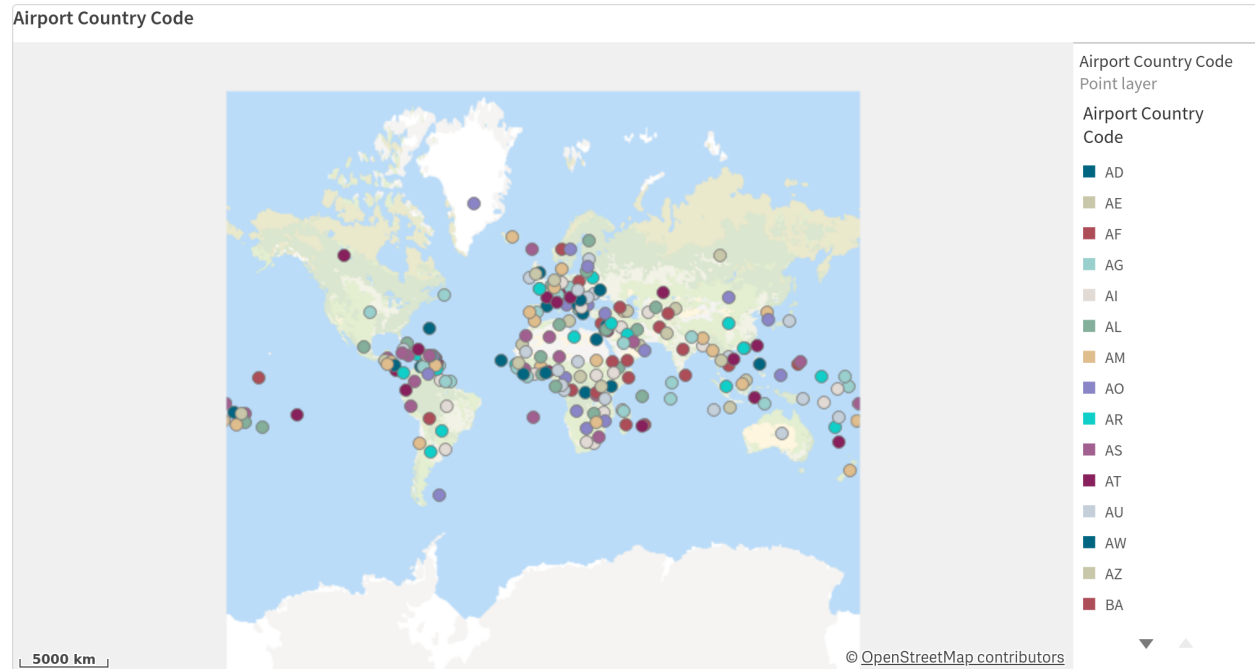 Airport Country Code
Airport Country Code
Point layer
Airport Country
Code
AD
AE
AF
AG
AI
AL
AM
AO
AR
AS
AT
AU
AW
AZ
BA
5000 km
© OpenStreetMap contributors